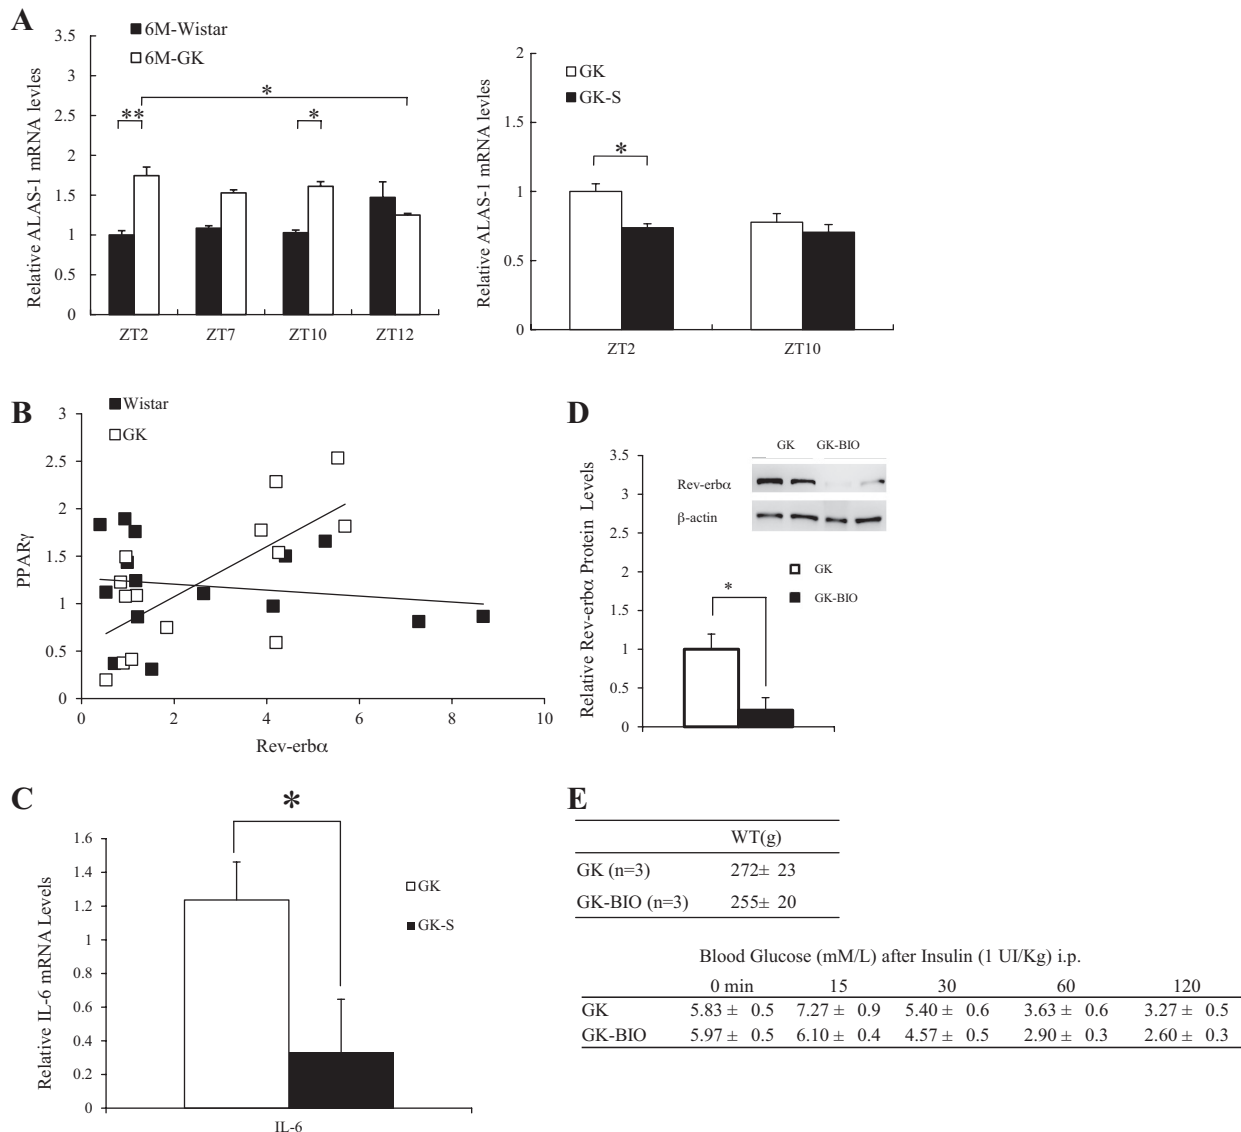 A
6M-Wistar
6M-GK
Relative ALAS-1 mRNA levles
3.5
3
2.5
2
1.5
1
0.5
0
**
*
*
ZT2 ZT7 ZT10 ZT12
GK
GK-S
Relative ALAS-1 mRNA levles
2
1.5
1
0.5
0
*
ZT2 ZT10
B
Wistar
GK
PPARγ
3
2.5
2
1.5
1
0.5
0
0 2 4 6 8 10
Rev-erbα
D
GK GK-BIO
Rev-erbα
β-actin
Relative Rev-erbα Protein Levels
3.5
3
2.5
2
1.5
1
0.5
0
GK
GK-BIO
*
C
*
Relative IL-6 mRNA Levels
1.6
1.4
1.2
1
0.8
0.6
0.4
0.2
0
GK
GK-S
IL-6
E
WT(g)
GK (n=3) 272± 23
GK-BIO (n=3) 255± 20
Blood Glucose (mM/L) after Insulin (1 UI/Kg) i.p.
0 min 15 30 60 120
GK 5.83 ± 0.5 7.27 ± 0.9 5.40 ± 0.6 3.63 ± 0.6 3.27 ± 0.5
GK-BIO 5.97 ± 0.5 6.10 ± 0.4 4.57 ± 0.5 2.90 ± 0.3 2.60 ± 0.3